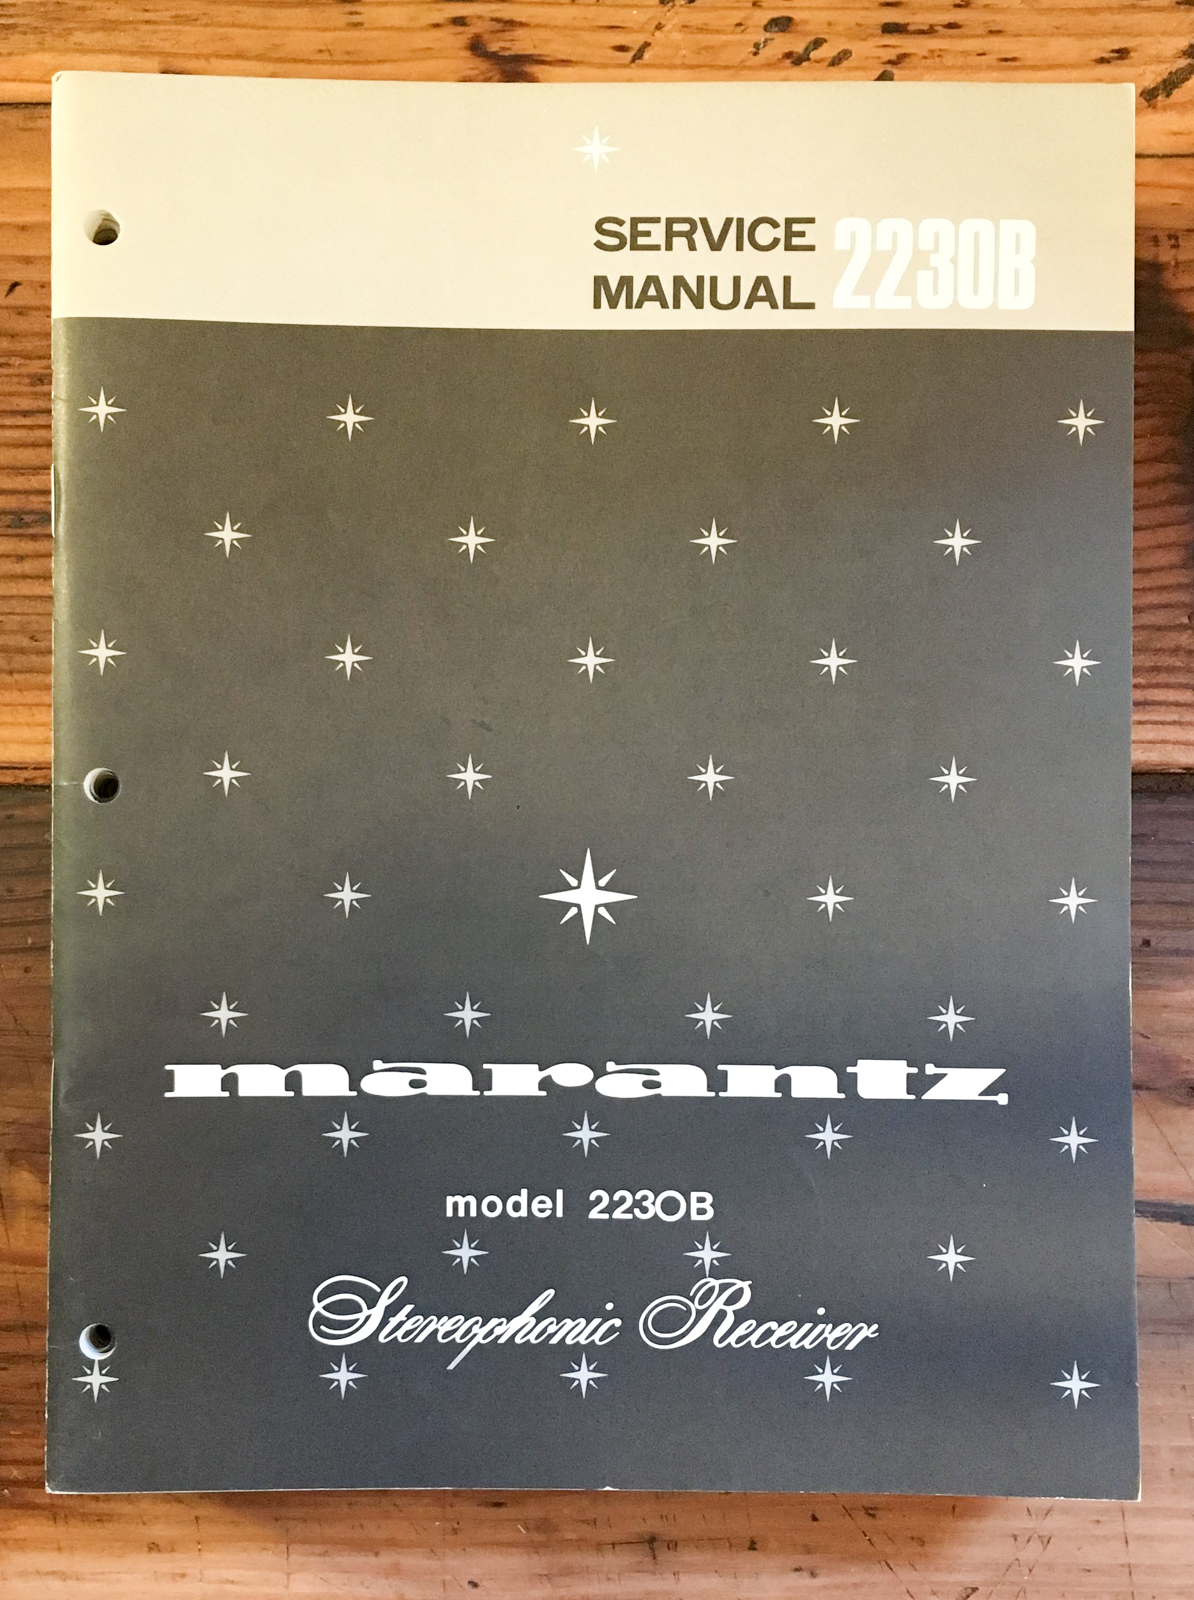 SERVICE
MANUAL 2230B
marantz
model 2230B
Stereophonic Receiver